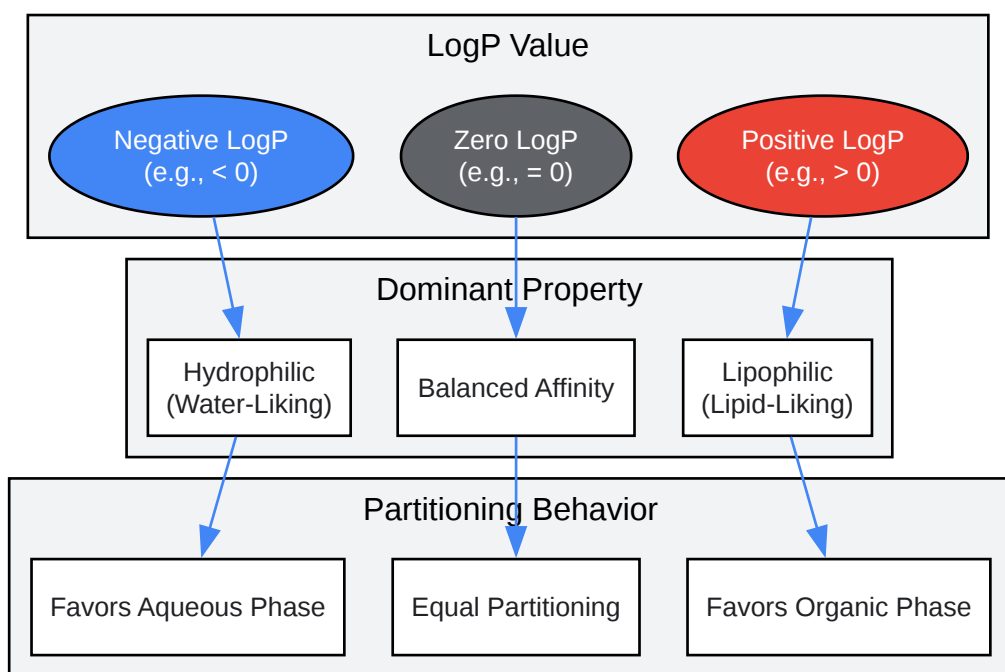 LogP Value
Negative LogP
(e.g., < 0)
Zero LogP
(e.g., = 0)
Positive LogP
(e.g., > 0)
Dominant Property
Hydrophilic
(Water-Liking)
Balanced Affinity
Lipophilic
(Lipid-Liking)
Partitioning Behavior
Favors Aqueous Phase
Equal Partitioning
Favors Organic Phase